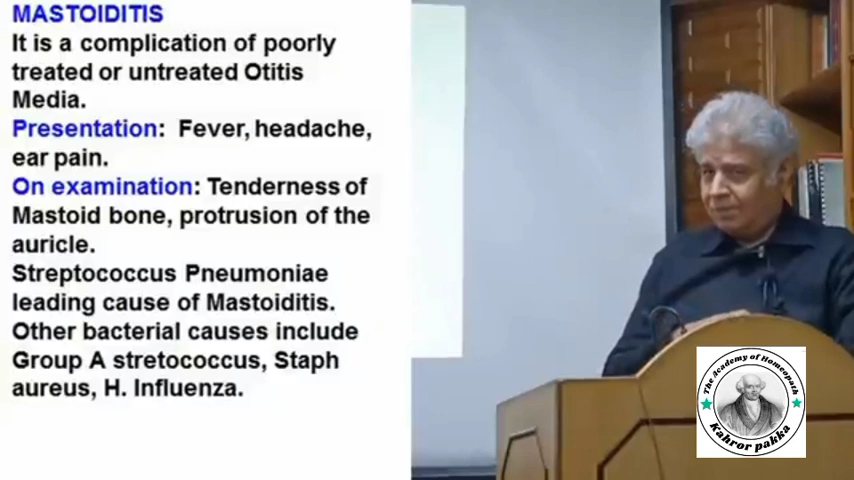 MASTOIDITIS
It is a complication of poorly
treated or untreated Otitis
Media.
Presentation: Fever, headache,
ear pain.
On examination: Tenderness of
Mastoid bone, protrusion of the
auricle.
Streptococcus Pneumoniae
leading cause of Mastoiditis.
Other bacterial causes include
Group A stretococcus, Staph
aureus, H. Influenza.
The Academy of Homeopath
Kahror pakka